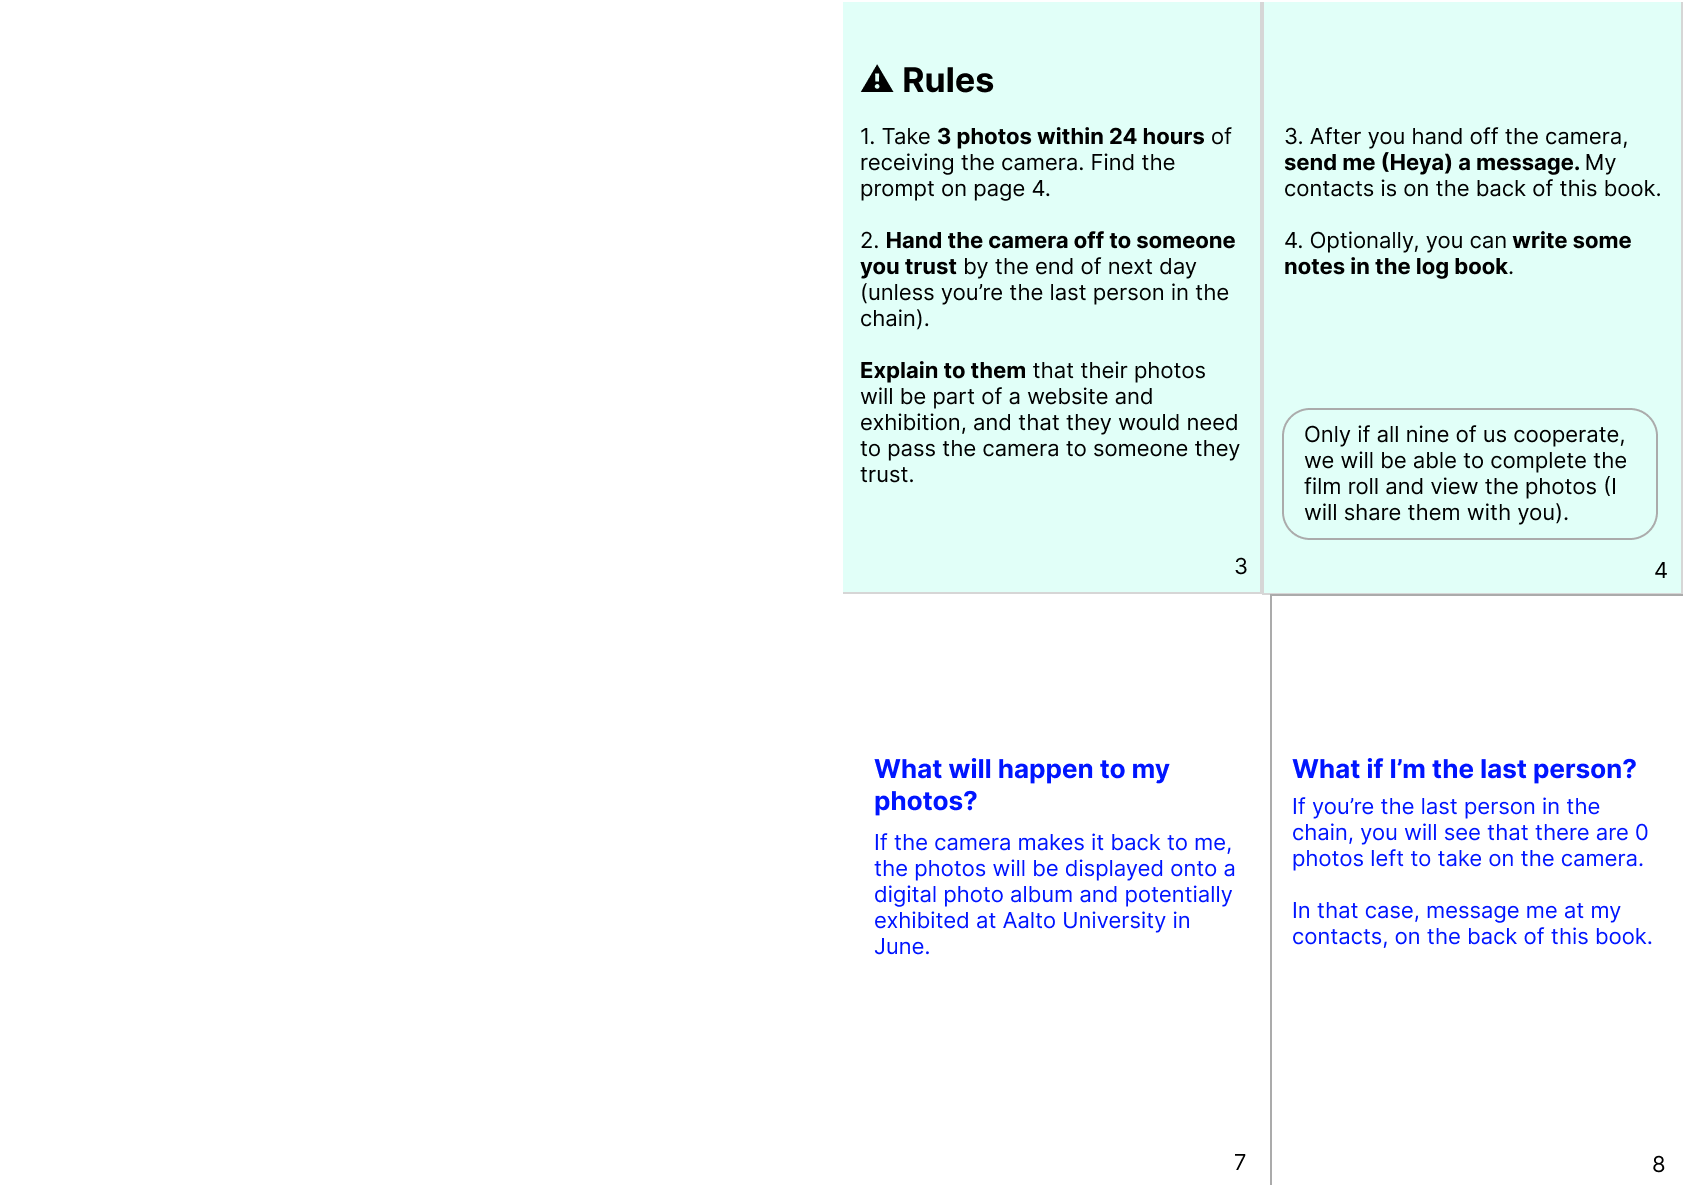 Rules
1. Take 3 photos within 24 hours of
receiving the camera. Find the
prompt on page 4.
2. Hand the camera off to someone
you trust by the end of next day
(unless you’re the last person in the
chain).
Explain to them that their photos
will be part of a website and
exhibition, and that they would need
to pass the camera to someone they
trust.
3
3. After you hand off the camera,
send me (Heya) a message. My
contacts is on the back of this book.
4. Optionally, you can write some
notes in the log book.
Only if all nine of us cooperate,
we will be able to complete the
film roll and view the photos (I
will share them with you).
4
What will happen to my
photos?
If the camera makes it back to me,
the photos will be displayed onto a
digital photo album and potentially
exhibited at Aalto University in
June.
7
What if I’m the last person?
If you’re the last person in the
chain, you will see that there are 0
photos left to take on the camera.
In that case, message me at my
contacts, on the back of this book.
8